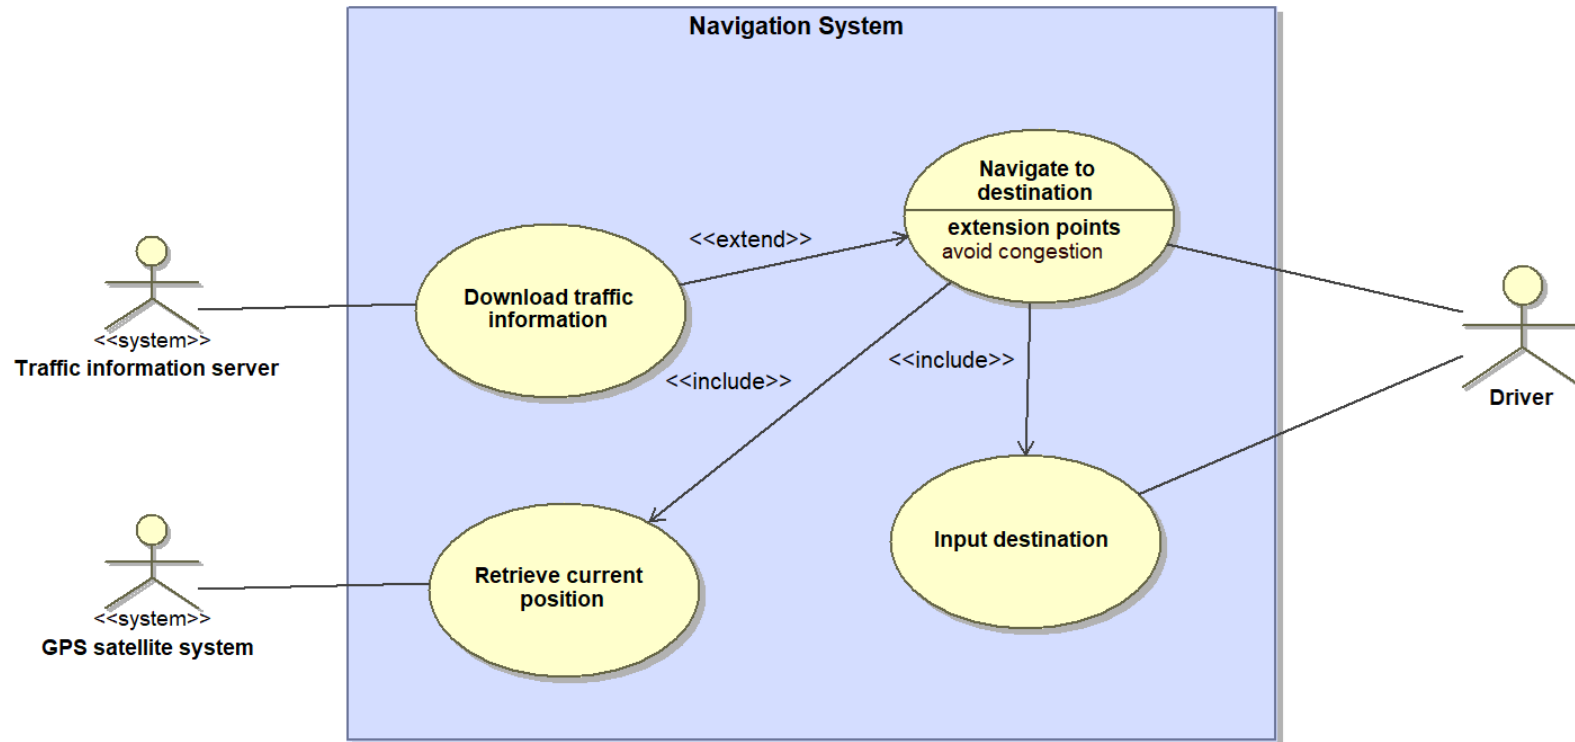 Navigation System
Navigate to
destination
extension points
avoid congestion
<<extend>>
Download traffic
information
<<system>>
Traffic information server
<<include>>
<<include>>
Driver
Input destination
Retrieve current
position
<<system>>
GPS satellite system